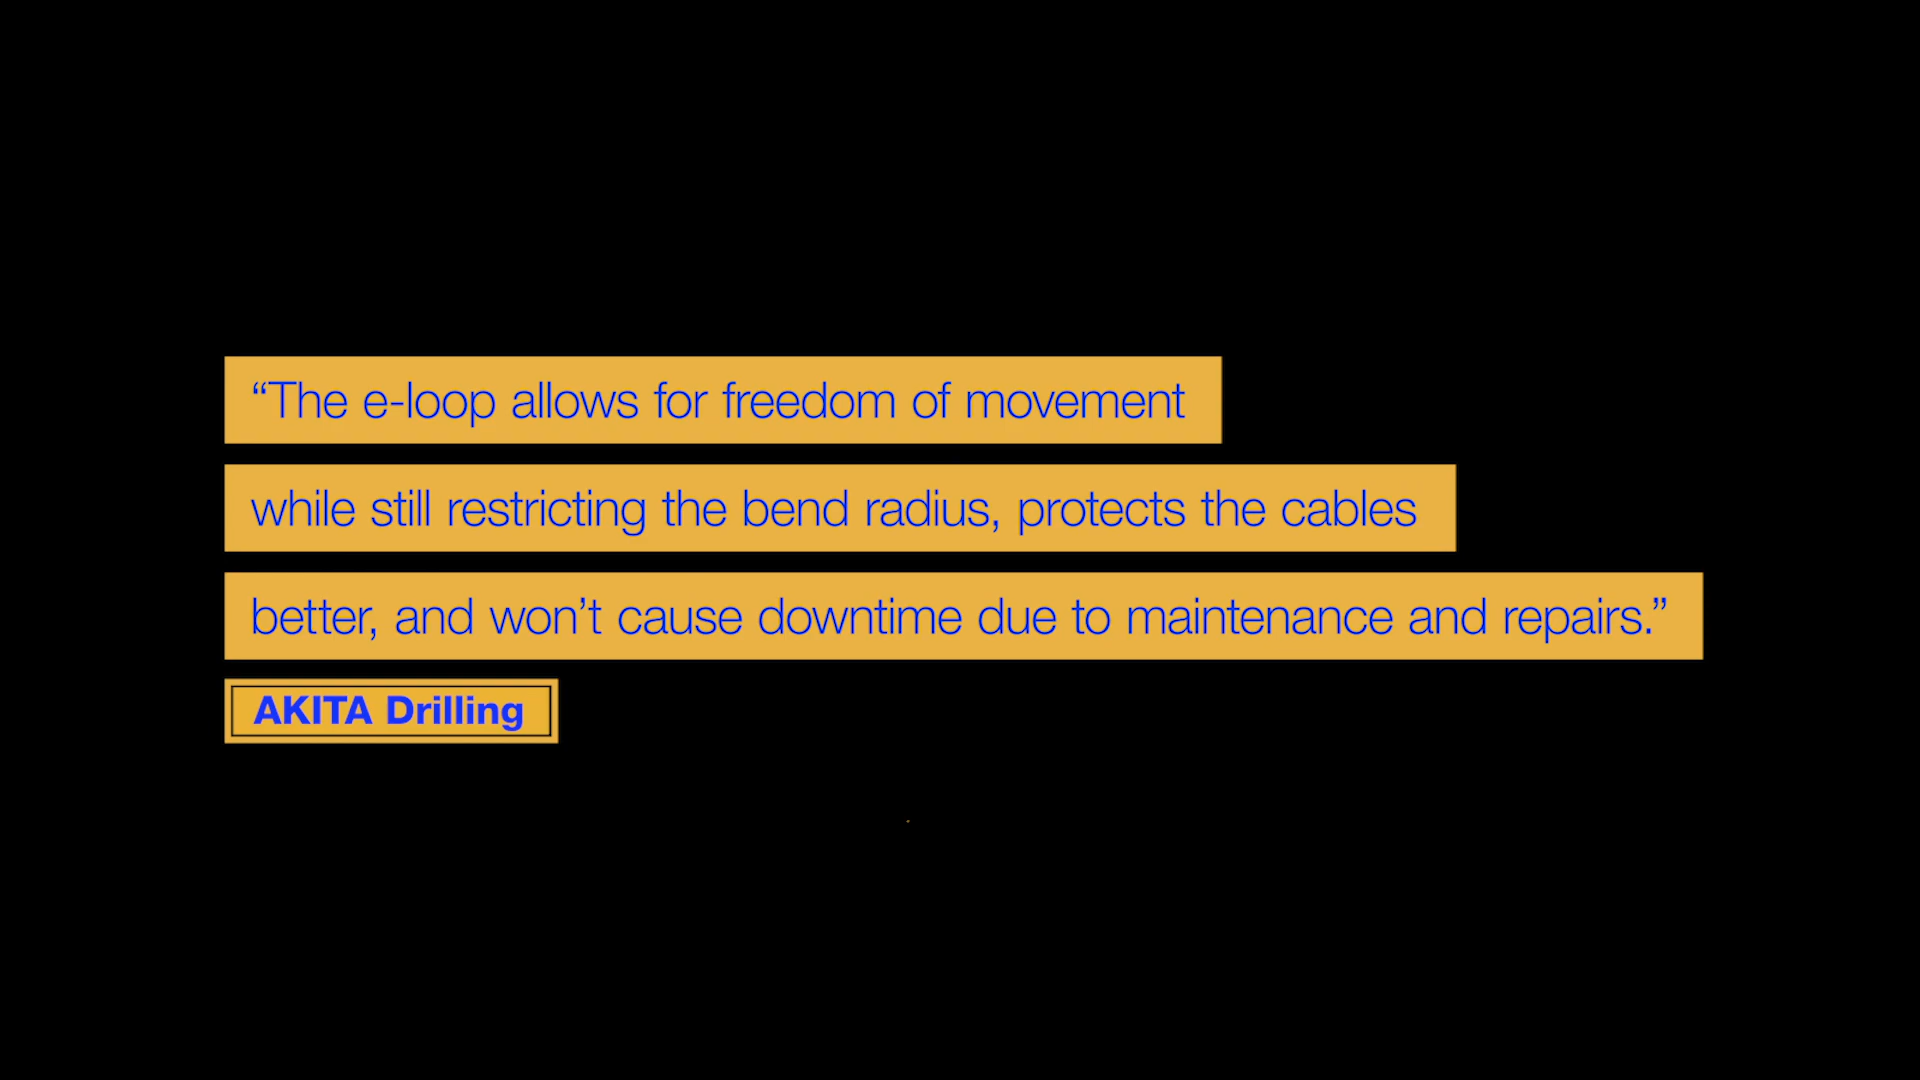 “The e-loop allows for freedom of movement
while still restricting the bend radius, protects the cables
better, and won’t cause downtime due to maintenance and repairs.”
AKITA Drilling